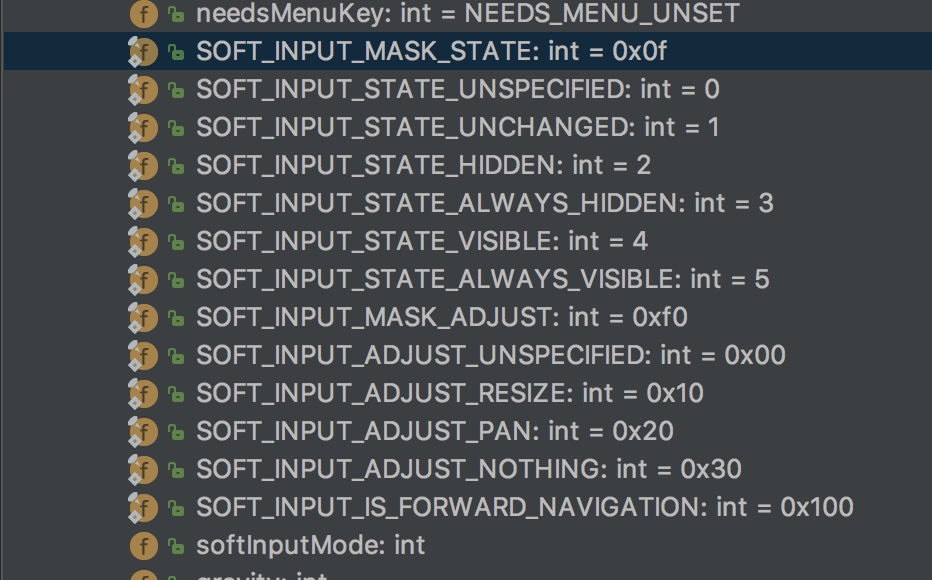 needsMenuKey: int = NEEDS_MENU_UNSET
SOFT_INPUT_MASK_STATE: int = 0x0f
SOFT_INPUT_STATE_UNSPECIFIED: int = 0
SOFT_INPUT_STATE_UNCHANGED: int = 1
SOFT_INPUT_STATE_HIDDEN: int = 2
SOFT_INPUT_STATE_ALWAYS_HIDDEN: int = 3
SOFT_INPUT_STATE_VISIBLE: int = 4
SOFT_INPUT_STATE_ALWAYS_VISIBLE: int = 5
SOFT_INPUT_MASK_ADJUST: int = 0xf0
SOFT_INPUT_ADJUST_UNSPECIFIED: int = 0x00
SOFT_INPUT_ADJUST_RESIZE: int = 0x10
SOFT_INPUT_ADJUST_PAN: int = 0x20
SOFT_INPUT_ADJUST_NOTHING: int = 0x30
SOFT_INPUT_IS_FORWARD_NAVIGATION: int = 0x100
softInputMode: int
gravity: int